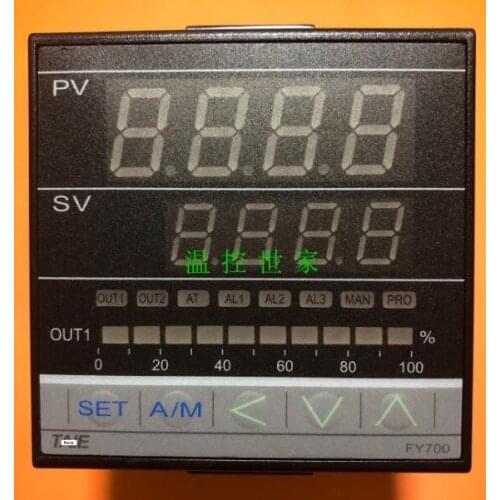 PV
SV
温控世家
OUT1 OUT2 AT AL1 AL2 AL3 MAN PRO
OUT1 %
0 20 40 60 80 100
SET A/M
TAIE
FY700